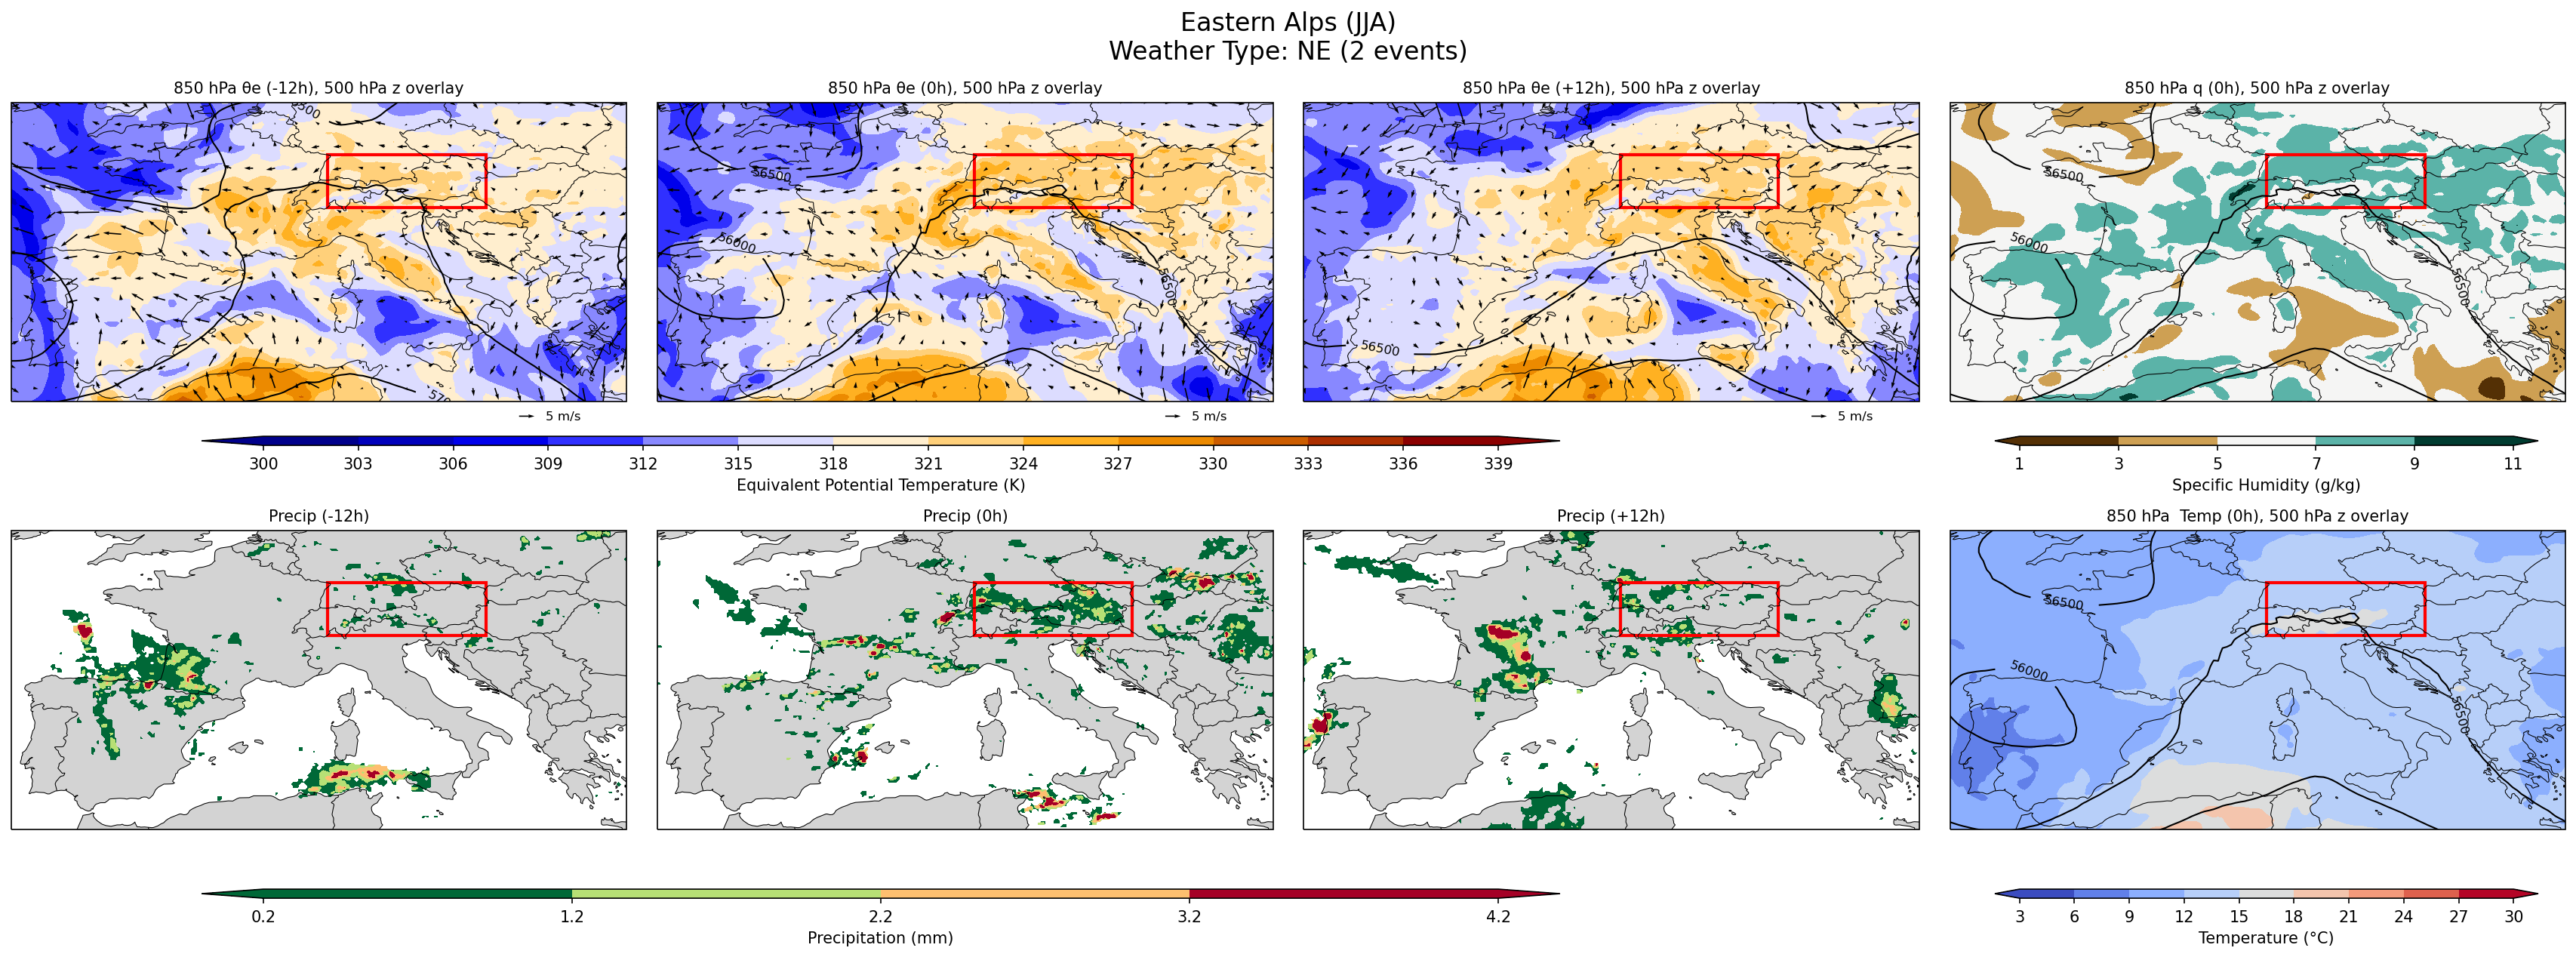 Eastern Alps (JJA)
Weather Type: NE (2 events)
850 hPa θe (-12h), 500 hPa z overlay
850 hPa θe (0h), 500 hPa z overlay
850 hPa θe (+12h), 500 hPa z overlay
850 hPa q (0h), 500 hPa z overlay
56500
56000
56500
56500
56500
56000
56500
5 m/s
5 m/s
5 m/s
300 303 306 309 312 315 318 321 324 327 330 333 336 339
Equivalent Potential Temperature (K)
1 3 5 7 9 11
Specific Humidity (g/kg)
Precip (-12h)
Precip (0h)
Precip (+12h)
850 hPa  Temp (0h), 500 hPa z overlay
56500
56000
56500
0.2 1.2 2.2 3.2 4.2
Precipitation (mm)
3 6 9 12 15 18 21 24 27 30
Temperature (°C)